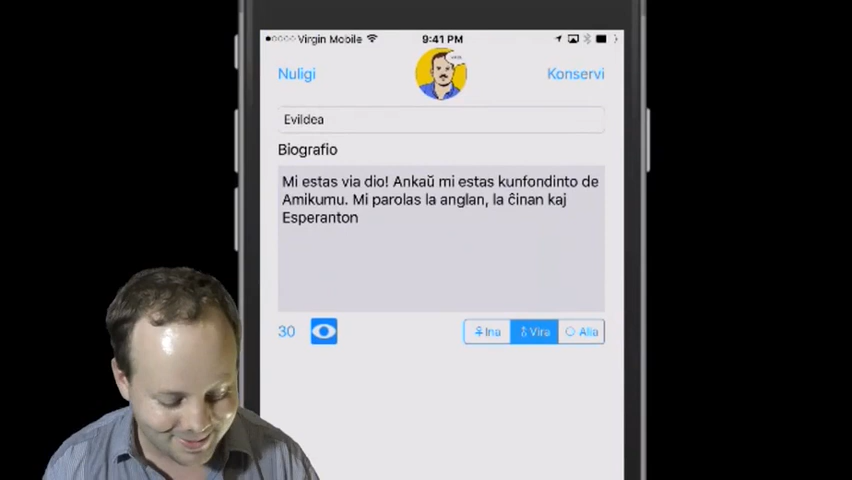 Virgin Mobile 9:41 PM
Nuligi
Konservi
Evildea
Biografio
Mi estas via dio! Ankaŭ mi estas kunfondinto de
Amikumu. Mi parolas la anglan, la ĉinan kaj
Esperanton
30
Ina Vira Alia